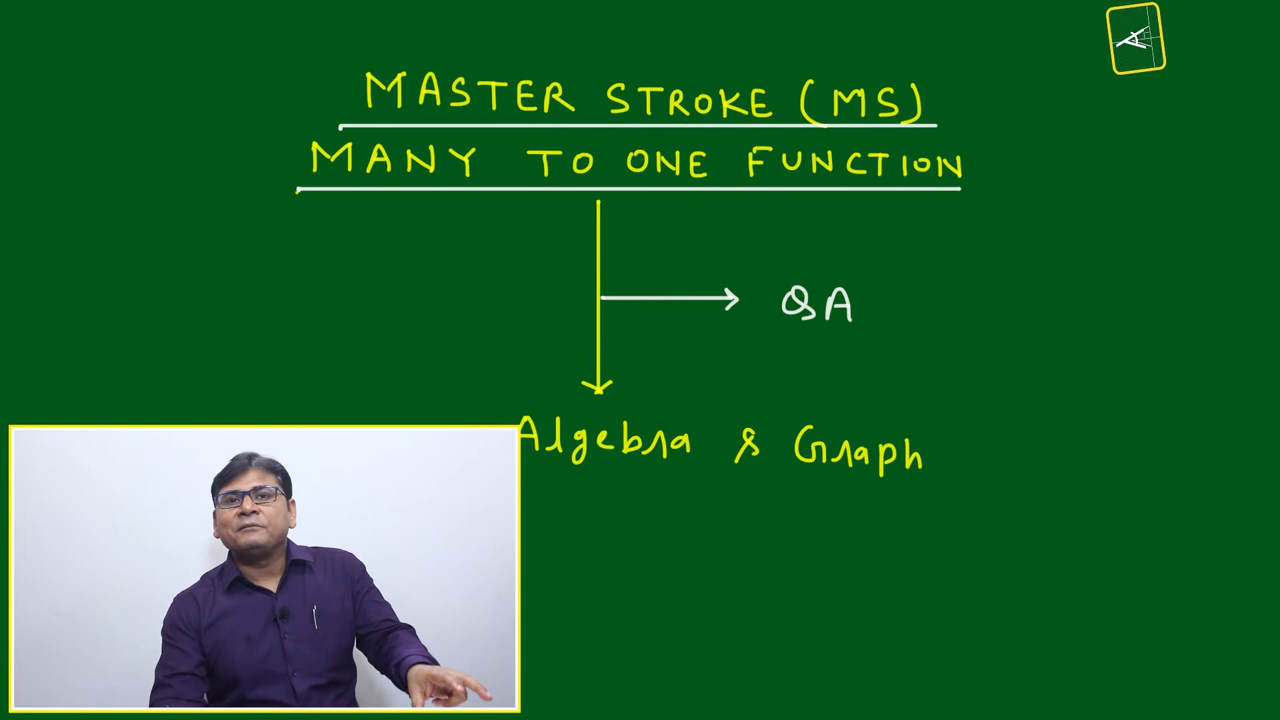 MASTER STROKE (MS)
MANY TO ONE FUNCTION
QA
Algebra & Graph